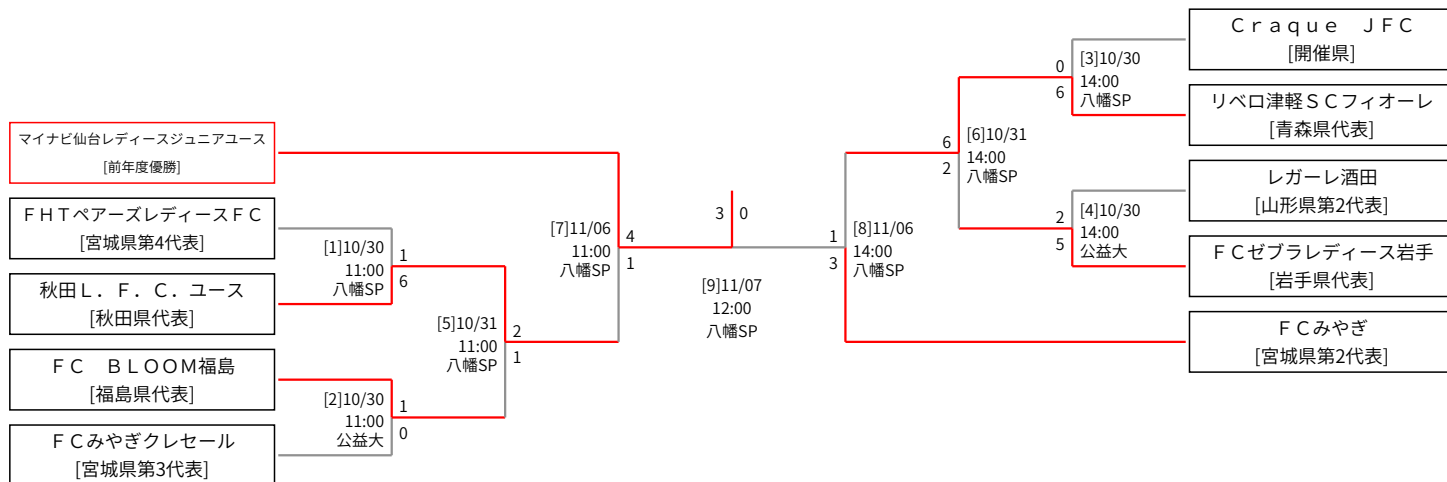 マイナビ仙台レディースジュニアユース
[前年度優勝]
ＦＨＴペアーズレディースＦＣ
[宮城県第4代表]
秋田Ｌ．Ｆ．Ｃ．ユース
[秋田県代表]
ＦＣ　ＢＬＯＯＭ福島
[福島県代表]
ＦＣみやぎクレセール
[宮城県第3代表]
[1]10/30
11:00
八幡SP
1
6
[2]10/30
11:00
公益大
1
0
[5]10/31
11:00
八幡SP
2
1
[7]11/06
11:00
八幡SP
4
1
3
0
[9]11/07
12:00
八幡SP
1
3
[8]11/06
14:00
八幡SP
6
2
[6]10/31
14:00
八幡SP
0
6
[3]10/30
14:00
八幡SP
2
5
[4]10/30
14:00
公益大
Ｃｒａｑｕｅ　ＪＦＣ
[開催県]
リベロ津軽ＳＣフィオーレ
[青森県代表]
レガーレ酒田
[山形県第2代表]
ＦＣゼブラレディース岩手
[岩手県代表]
ＦＣみやぎ
[宮城県第2代表]